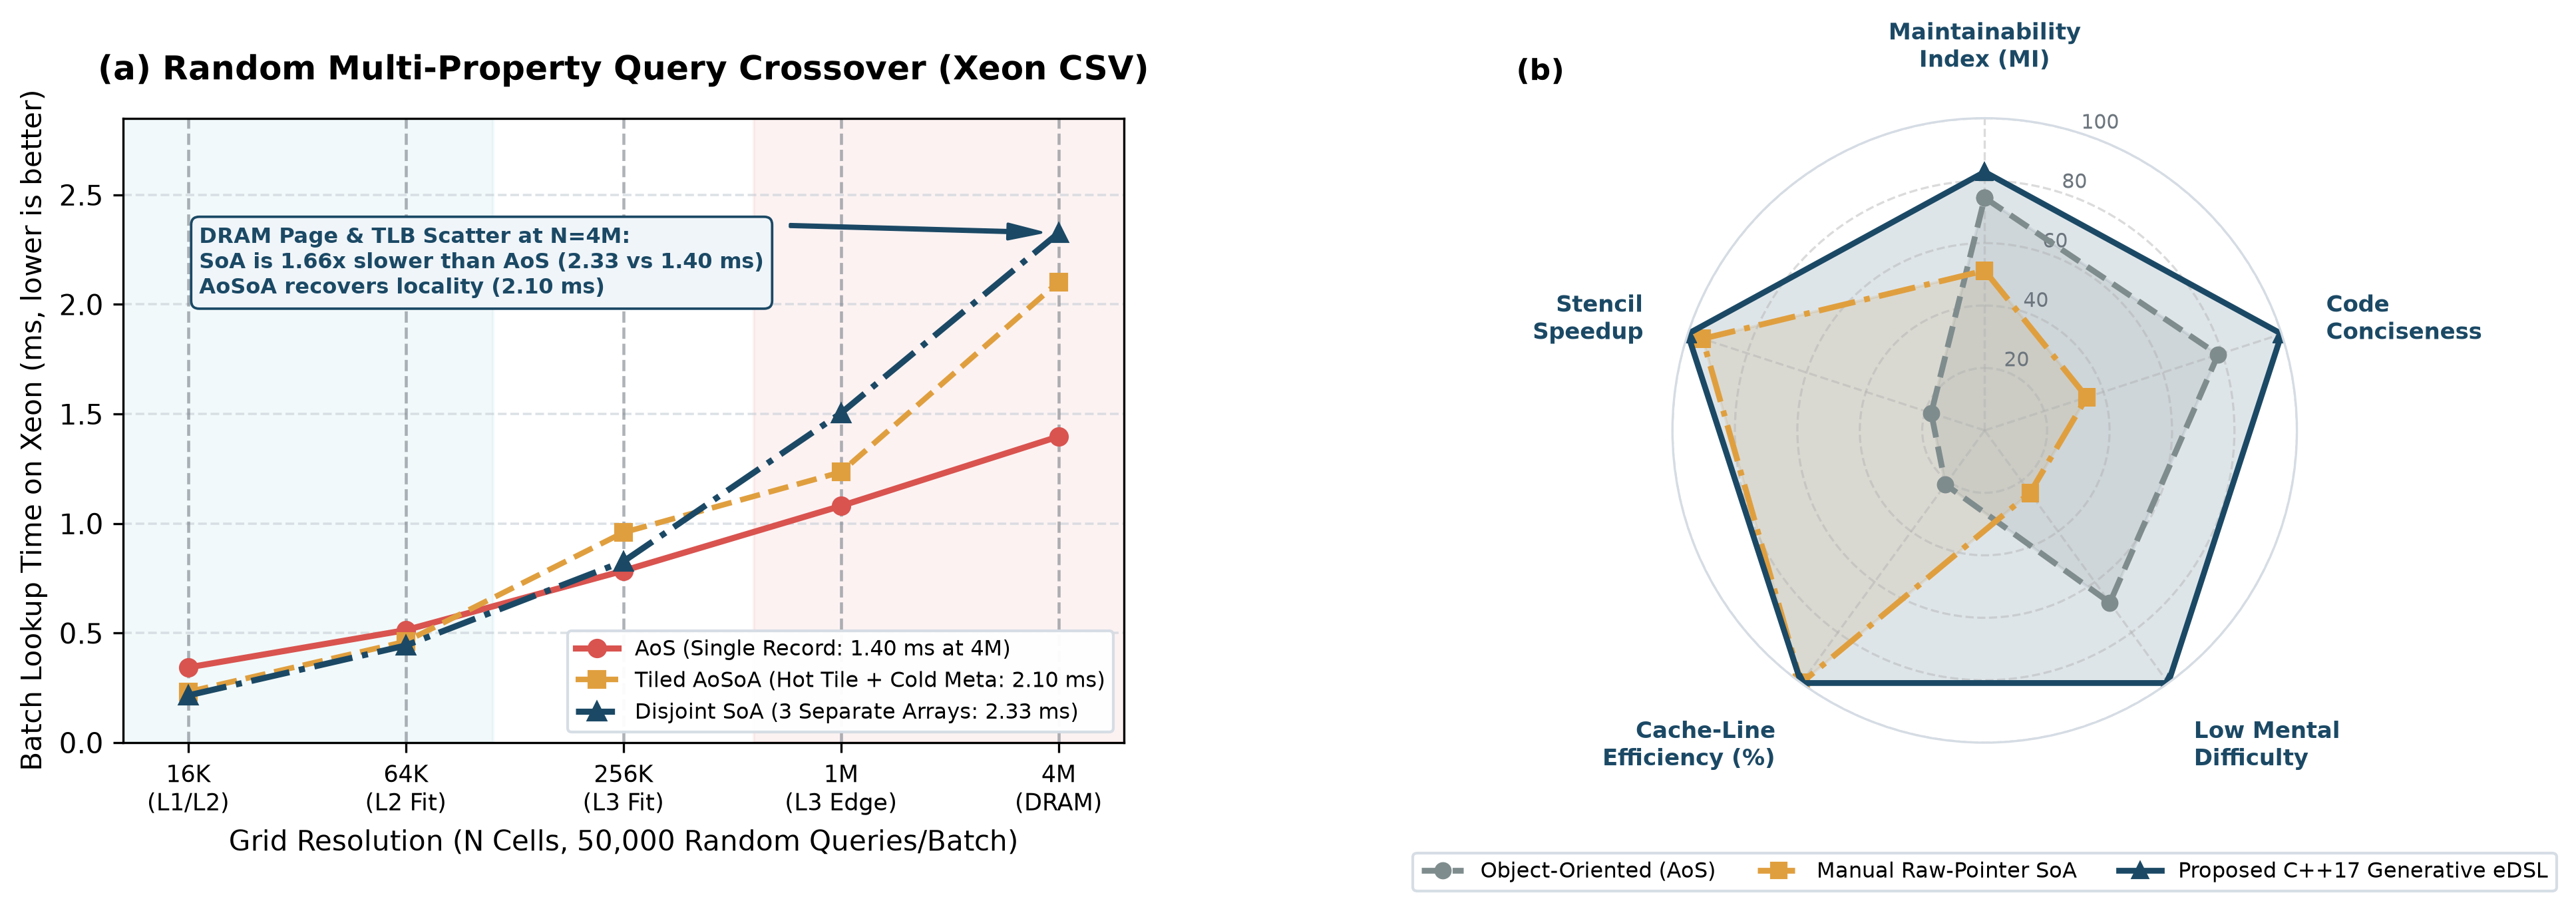 (a) Random Multi-Property Query Crossover (Xeon CSV)
Batch Lookup Time on Xeon (ms, lower is better)
2.5
2.0
1.5
1.0
0.5
0.0
DRAM Page & TLB Scatter at N=4M:
SoA is 1.66x slower than AoS (2.33 vs 1.40 ms)
AoSoA recovers locality (2.10 ms)
AoS (Single Record: 1.40 ms at 4M)
Tiled AoSoA (Hot Tile + Cold Meta: 2.10 ms)
Disjoint SoA (3 Separate Arrays: 2.33 ms)
16K
(L1/L2)
64K
(L2 Fit)
256K
(L3 Fit)
1M
(L3 Edge)
4M
(DRAM)
Grid Resolution (N Cells, 50,000 Random Queries/Batch)
(b)
Maintainability
Index (MI)
100
80
60
40
20
Stencil
Speedup
Code
Conciseness
Cache-Line
Efficiency (%)
Low Mental
Difficulty
Object-Oriented (AoS)
Manual Raw-Pointer SoA
Proposed C++17 Generative eDSL